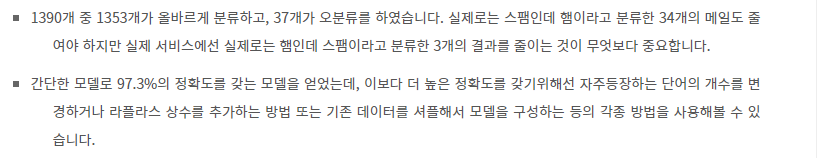 ▪ 1390개 중 1353개가 올바르게 분류하고, 37개가 오분류를 하였습니다. 실제로는 스팸인데 햄이라고 분류한 34개의 메일도 줄
여야 하지만 실제 서비스에선 실제로는 햄인데 스팸이라고 분류한 3개의 결과를 줄이는 것이 무엇보다 중요합니다.
▪ 간단한 모델로 97.3%의 정확도를 갖는 모델을 얻었는데, 이보다 더 높은 정확도를 갖기위해선 자주등장하는 단어의 개수를 변
경하거나 라플라스 상수를 추가하는 방법 또는 기존 데이터를 셔플해서 모델을 구성하는 등의 각종 방법을 사용해볼 수 있
습니다.